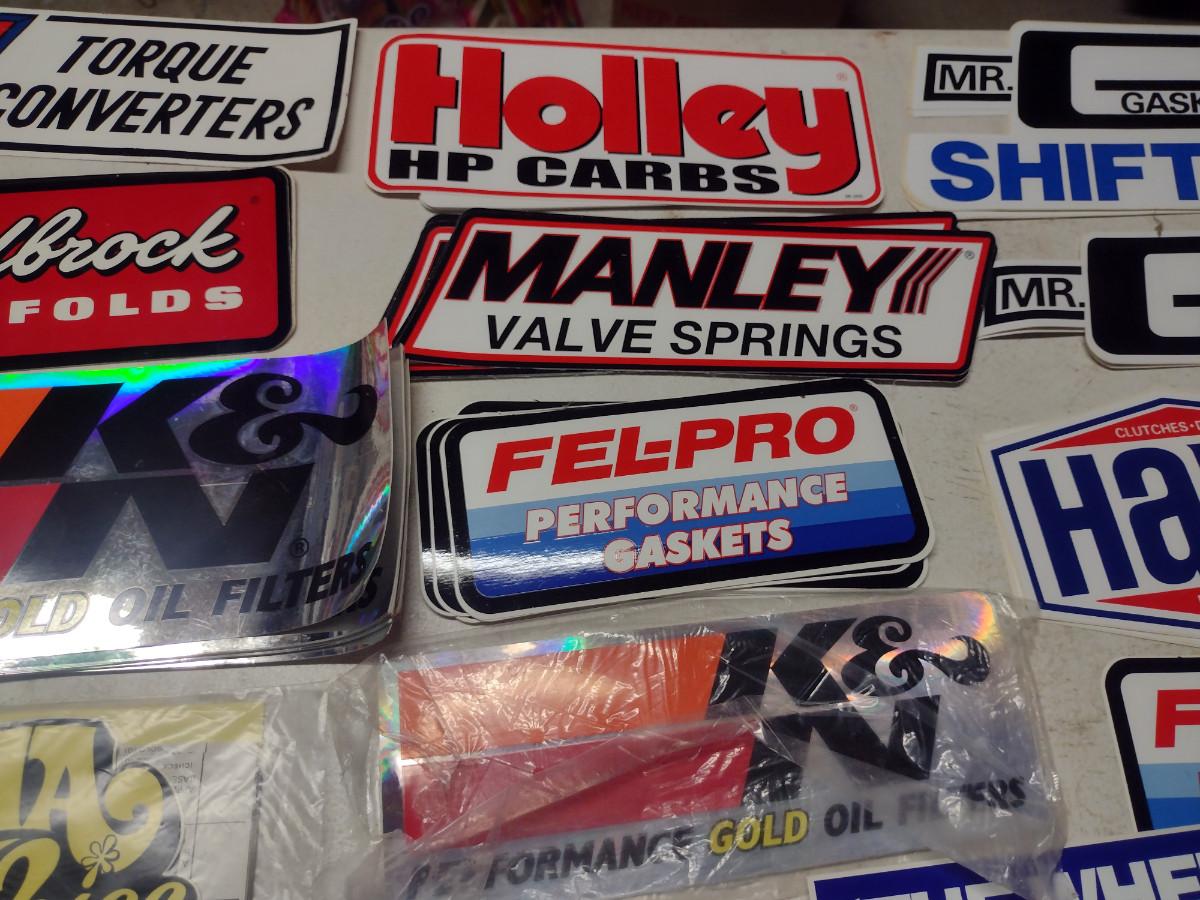 TORQUE
CONVERTERS
Holley
HP CARBS
MR.
GASK
SHIFT
lbrock
FOLDS
MANLEY
VALVE SPRINGS
MR.
G
K&
N
OLD OIL FILTERS
FEL-PRO
PERFORMANCE
GASKETS
CLUTCHES
Ha
K&
N
PERFORMANCE GOLD OIL FILTERS
F